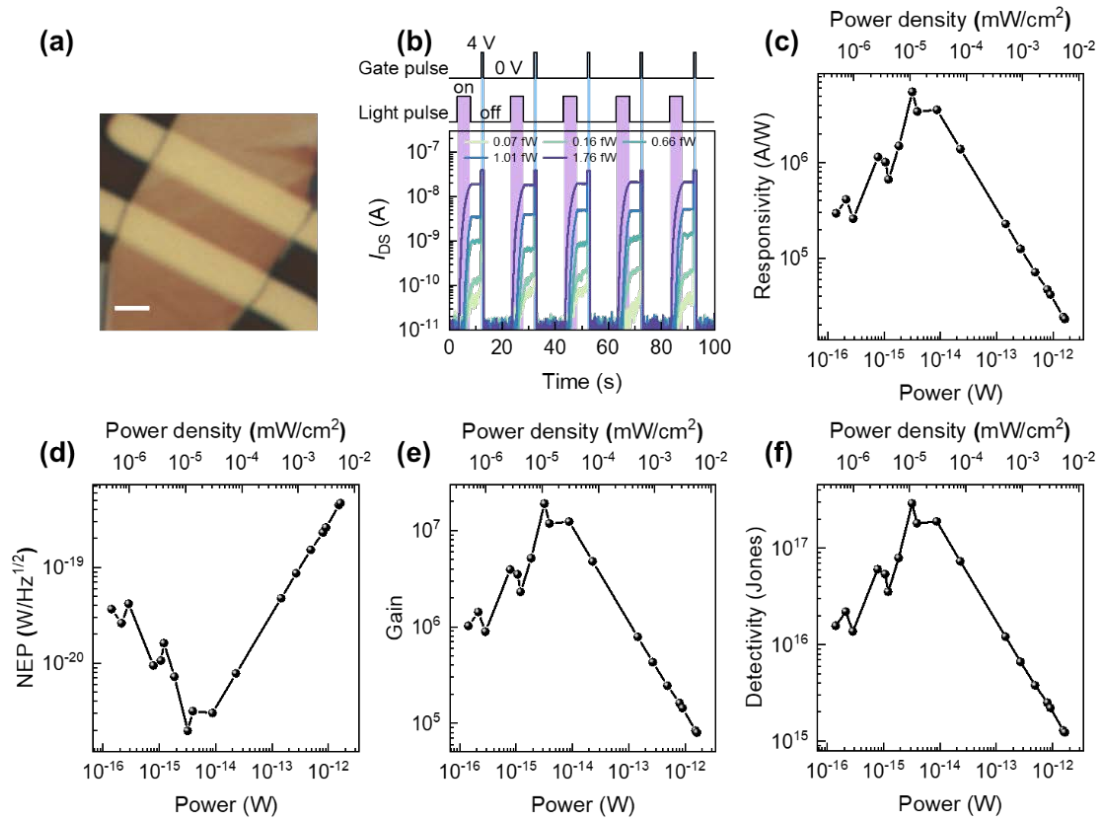 (a)
(b)
4 V
Gate pulse
0 V
on
Light pulse
off
0.07 fW 0.16 fW 0.66 fW
1.01 fW 1.76 fW
10-7
10-8
10-9
10-10
10-11
IDS (A)
0 20 40 60 80 100
Time (s)
Power density (mW/cm2)
(c)
10-6 10-5 10-4 10-3 10-2
106
105
Responsivity (A/W)
10-16 10-15 10-14 10-13 10-12
Power (W)
Power density (mW/cm2)
(d)
10-6 10-5 10-4 10-3 10-2
10-19
10-20
NEP (W/Hz1/2)
10-16 10-15 10-14 10-13 10-12
Power (W)
Power density (mW/cm2)
(e)
10-6 10-5 10-4 10-3 10-2
107
106
105
Gain
10-16 10-15 10-14 10-13 10-12
Power (W)
Power density (mW/cm2)
(f)
10-6 10-5 10-4 10-3 10-2
1017
1016
1015
Detectivity (Jones)
10-16 10-15 10-14 10-13 10-12
Power (W)